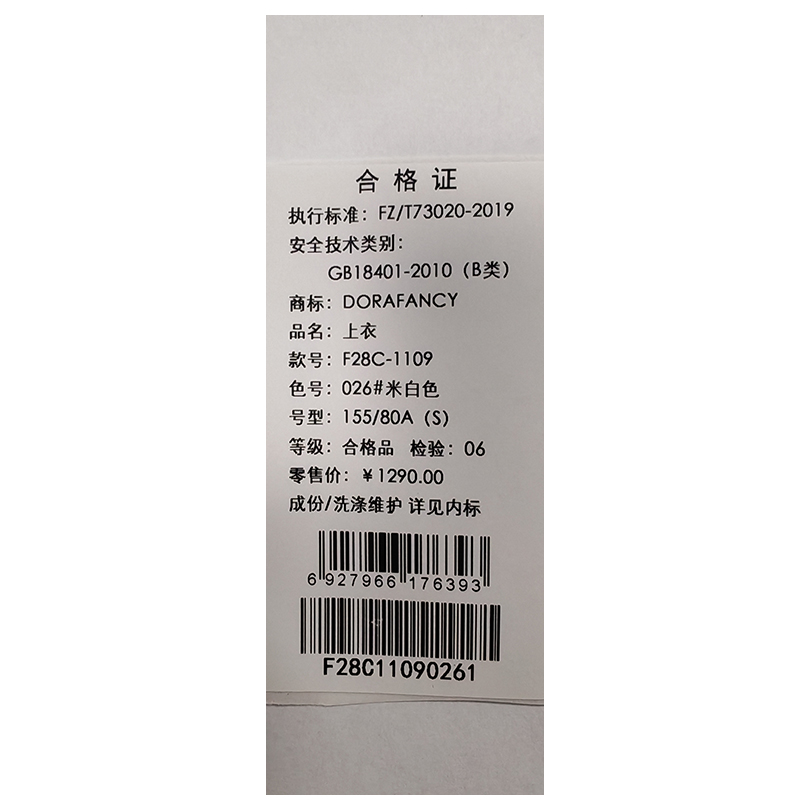 合格证
执行标准：FZ/T73020-2019
安全技术类别：
GB18401-2010（B类）
商标：DORAFANCY
品名：上衣
款号：F28C-1109
色号：026#米白色
号型：155/80A（S）
等级：合格品 检验：06
零售价：￥1290.00
成份/洗涤维护 详见内标
6 927966 176393
F28C11090261